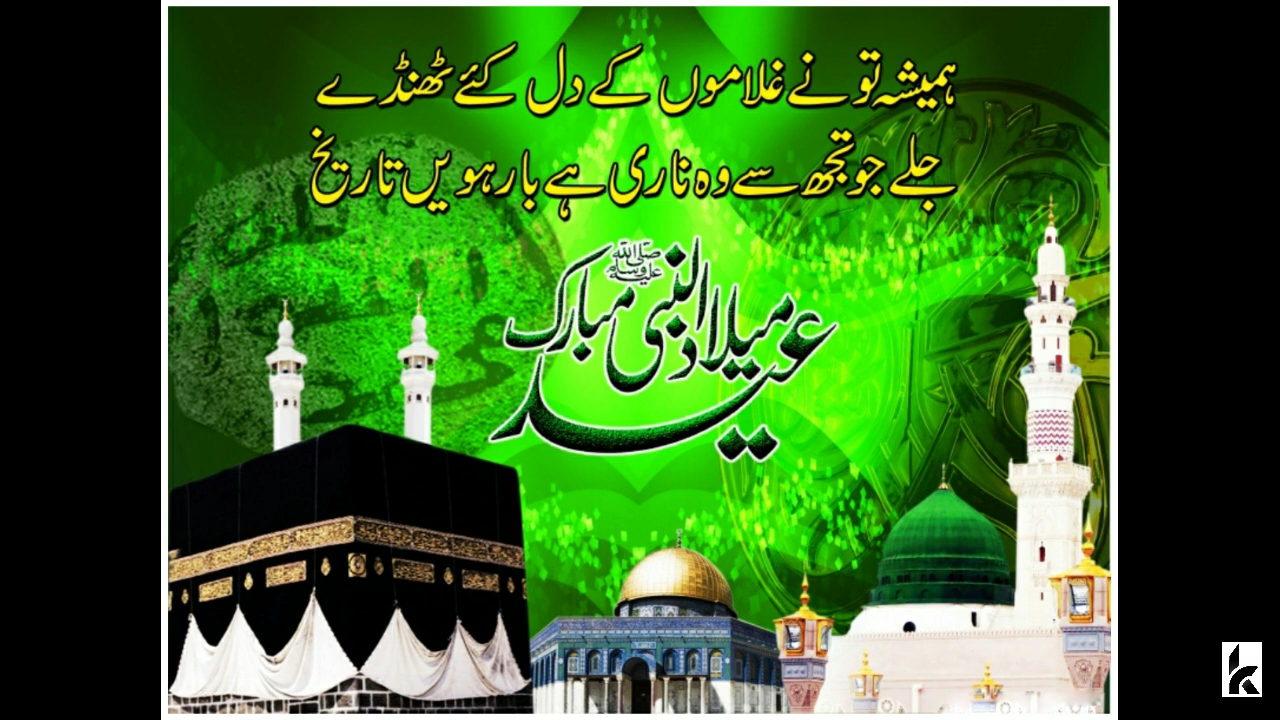 ہمیشہ تو نے غلاموں کے دل کئے ٹھنڈے
جلے جو تجھ سے وہ ناری ہے بارہویں تاریخ
عید میلاد النبی صلی اللہ علیہ وسلم مبارک